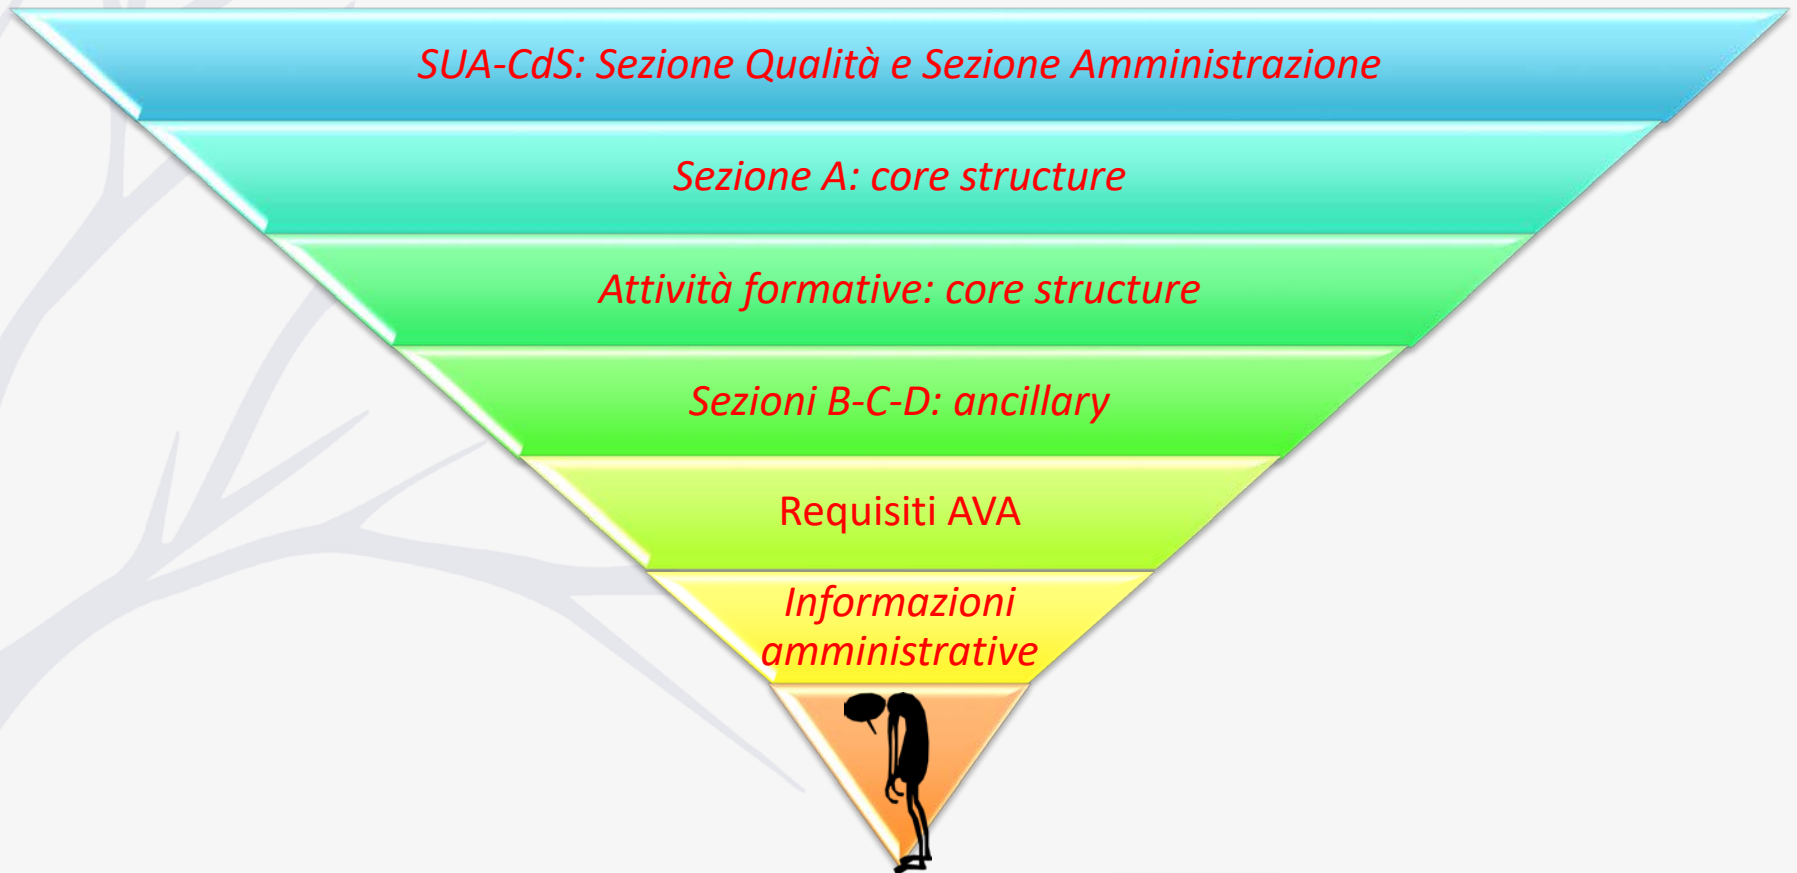 SUA-CdS: Sezione Qualità e Sezione Amministrazione
Sezione A: core structure
Attività formative: core structure
Sezioni B-C-D: ancillary
Requisiti AVA
Informazioni
amministrative